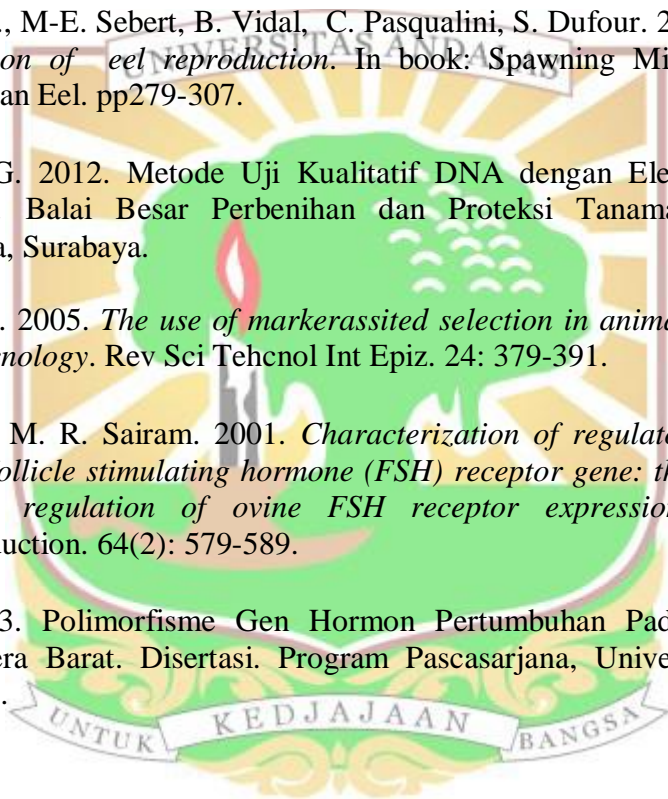 ., M-E. Sebert, B. Vidal, C. Pasqualini, S. Dufour. 2
on of eel reproduction. In book: Spawning Mi
an Eel. pp279-307.
UNIVERSITAS ANDALAS
G. 2012. Metode Uji Kualitatif DNA dengan Ele
Balai Besar Perbenihan dan Proteksi Tanama
a, Surabaya.
. 2005. The use of markerassited selection in anima
nology. Rev Sci Tehcnol Int Epiz. 24: 379-391.
M. R. Sairam. 2001. Characterization of regulat
ollicle stimulating hormone (FSH) receptor gene: th
regulation of ovine FSH receptor expression
uction. 64(2): 579-589.
3. Polimorfisme Gen Hormon Pertumbuhan Pad
era Barat. Disertasi. Program Pascasarjana, Unive
.
UNTUK KEDJAJAAN BANGSA